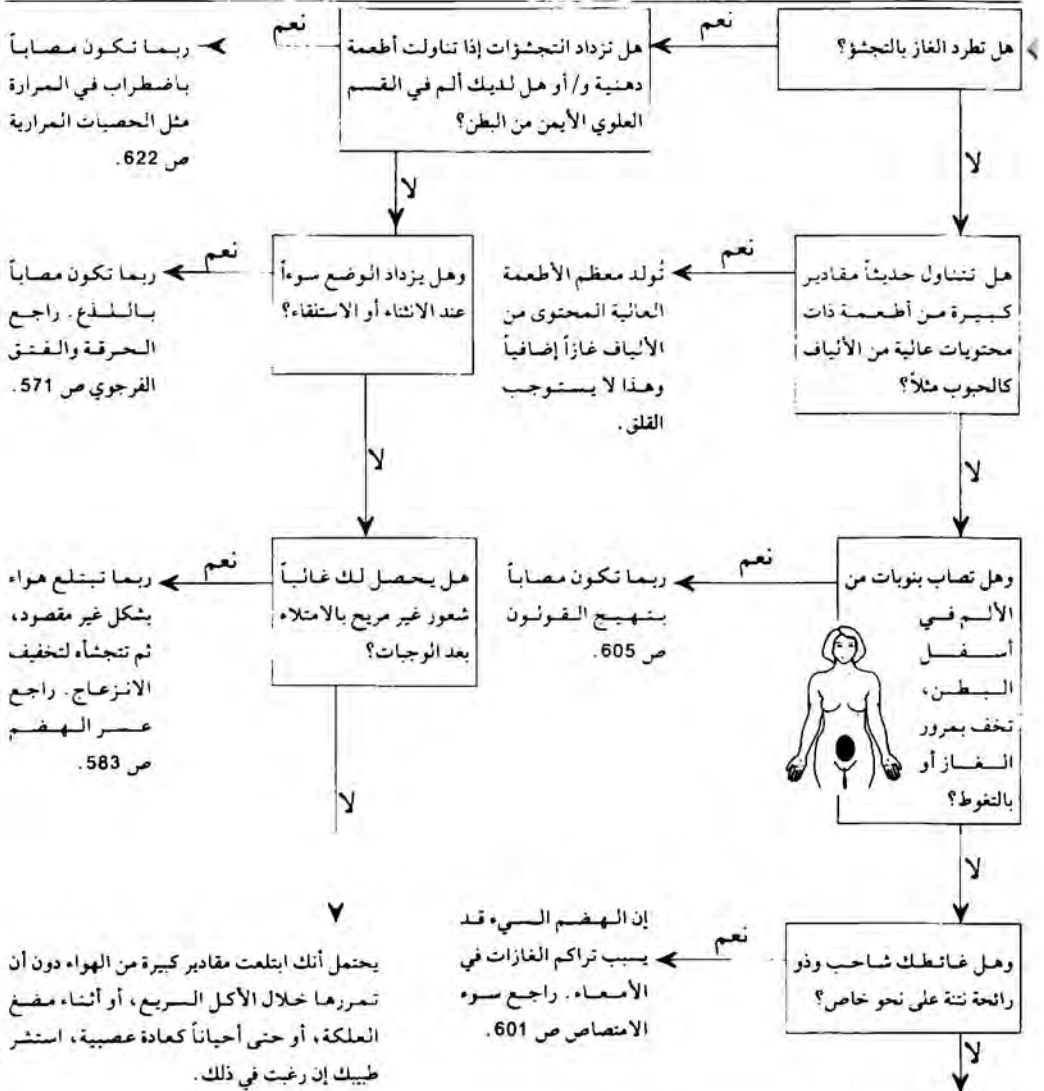 هل تطرد الغاز بالتجشؤ؟
نعم
هل تزداد التجشؤات إذا تناولت أطعمة
دهنية و/ أو هل لديك ألم في القسم
العلوي الأيمن من البطن؟
نعم
ربما تكون مصاباً
باضطراب في المرارة
مثل الحصيات المرارية
ص 622.
لا
لا
هل تتناول حديثاً مقادير
كبيرة من أطعمة ذات
محتويات عالية من الألياف
كالحبوب مثلاً؟
نعم
تُولد معظم الأطعمة
العالية المحتوى من
الألياف غازاً إضافياً
وهذا لا يستوجب
القلق.
وهل يزداد الوضع سوءاً
عند الانثناء أو الاستلقاء؟
نعم
ربما تكون مصاباً
باللذع. راجع
الحرقة والفتق
الفرجوي ص 571.
لا
لا
وهل تصاب بنوبات من
الألم في
أسفل
البطن،
تخف بمرور
الغاز أو
بالتغوط؟
نعم
ربما تكون مصاباً
بتهيج القولون
ص 605.
هل يحصل لك غالباً
شعور غير مريح بالامتلاء
بعد الوجبات؟
نعم
ربما تبتلع هواء
بشكل غير مقصود،
ثم تتجشأه لتخفيف
الانزعاج. راجع
عسر الهضم
ص 583.
لا
لا
وهل غائطك شاحب وذو
رائحة نتنة على نحو خاص؟
نعم
إن الهضم السيء قد
يسبب تراكم الغازات في
الأمعاء. راجع سوء
الامتصاص ص 601.
يحتمل أنك ابتلعت مقادير كبيرة من الهواء دون أن
تمررها خلال الأكل السريع، أو أثناء مضغ
العلكة، أو حتى أحياناً كعادة عصبية، استشر
طبيبك إن رغبت في ذلك.
لا